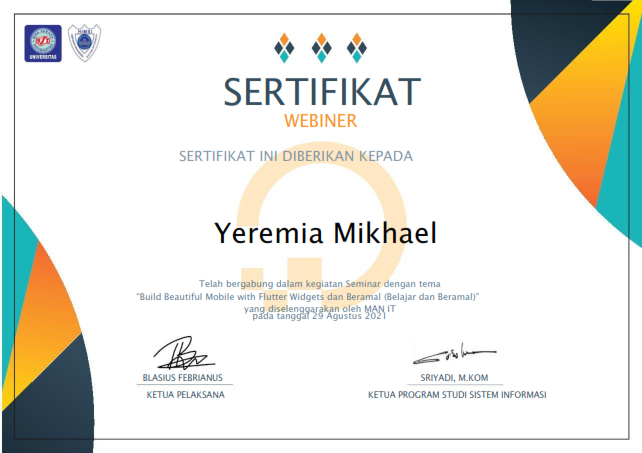 UNIVERSITAS
SERTIFIKAT
WEBINER
SERTIFIKAT INI DIBERIKAN KEPADA
Yeremia Mikhael
Telah bergabung dalam kegiatan Seminar dengan tema
"Build Beautiful Mobile with Flutter Widgets dan Beramal (Belajar dan Beramal)"
yang diselenggarakan oleh MAN IT
pada tanggal 29 Agustus 2021
BLASIUS FEBRIANUS
KETUA PELAKSANA
SRIYADI, M.KOM
KETUA PROGRAM STUDI SISTEM INFORMASI